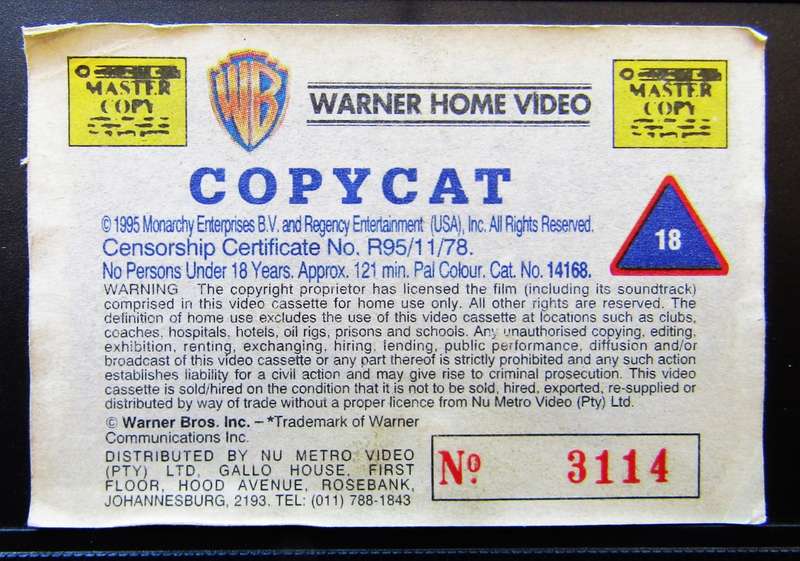 MASTER COPY
WB
WARNER HOME VIDEO
MASTER COPY
COPYCAT
© 1995 Monarchy Enterprises B.V. and Regency Entertainment (USA), Inc. All Rights Reserved.
Censorship Certificate No. R95/11/78.
No Persons Under 18 Years. Approx. 121 min. Pal Colour. Cat. No. 14168.
18
WARNING The copyright proprietor has licensed the film (including its soundtrack)
comprised in this video cassette for home use only. All other rights are reserved. The
definition of home use excludes the use of this video cassette at locations such as clubs,
coaches, hospitals, hotels, oil rigs, prisons and schools. Any unauthorised copying, editing,
exhibition, renting, exchanging, hiring, lending, public performance, diffusion and/or
broadcast of this video cassette or any part thereof is strictly prohibited and any such action
establishes liability for a civil action and may give rise to criminal prosecution. This video
cassette is sold/hired on the condition that it is not to be sold, hired, exported, re-supplied or
distributed by way of trade without a proper licence from Nu Metro Video (Pty) Ltd.
© Warner Bros. Inc. – *Trademark of Warner
Communications Inc.
DISTRIBUTED BY NU METRO VIDEO
(PTY) LTD, GALLO HOUSE, FIRST
FLOOR, HOOD AVENUE, ROSEBANK,
JOHANNESBURG, 2193. TEL: (011) 788-1843
Nº 3114